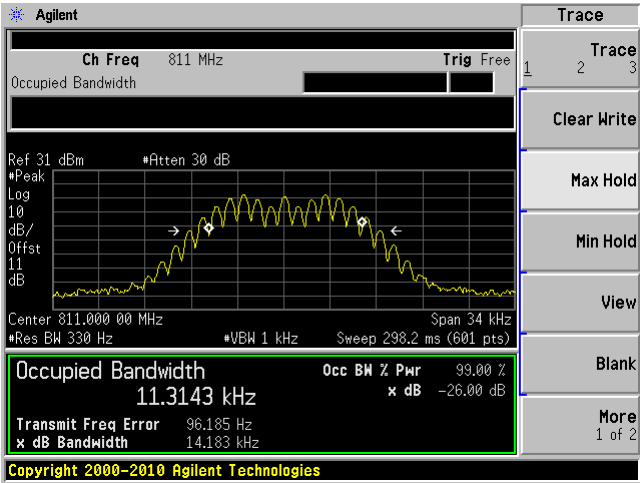 Agilent
Trace
Ch Freq 811 MHz Trig Free
Occupied Bandwidth
Trace
1 2 3
Clear Write
Max Hold
Min Hold
View
Blank
More
1 of 2
Ref 31 dBm #Atten 30 dB
#Peak
Log
10
dB/
Offst
11
dB
Center 811.000 00 MHz Span 34 kHz
#Res BW 330 Hz #VBW 1 kHz Sweep 298.2 ms (601 pts)
Occupied Bandwidth Occ BW % Pwr 99.00 %
11.3143 kHz x dB -26.00 dB
Transmit Freq Error 96.185 Hz
x dB Bandwidth 14.183 kHz
Copyright 2000-2010 Agilent Technologies